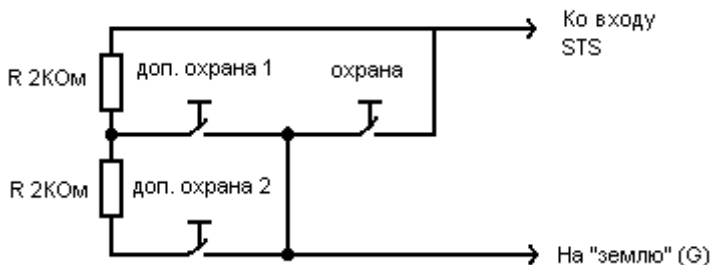 Ко входу
STS
R 2КОм
доп. охрана 1
охрана
R 2КОм
доп. охрана 2
На "землю" (G)